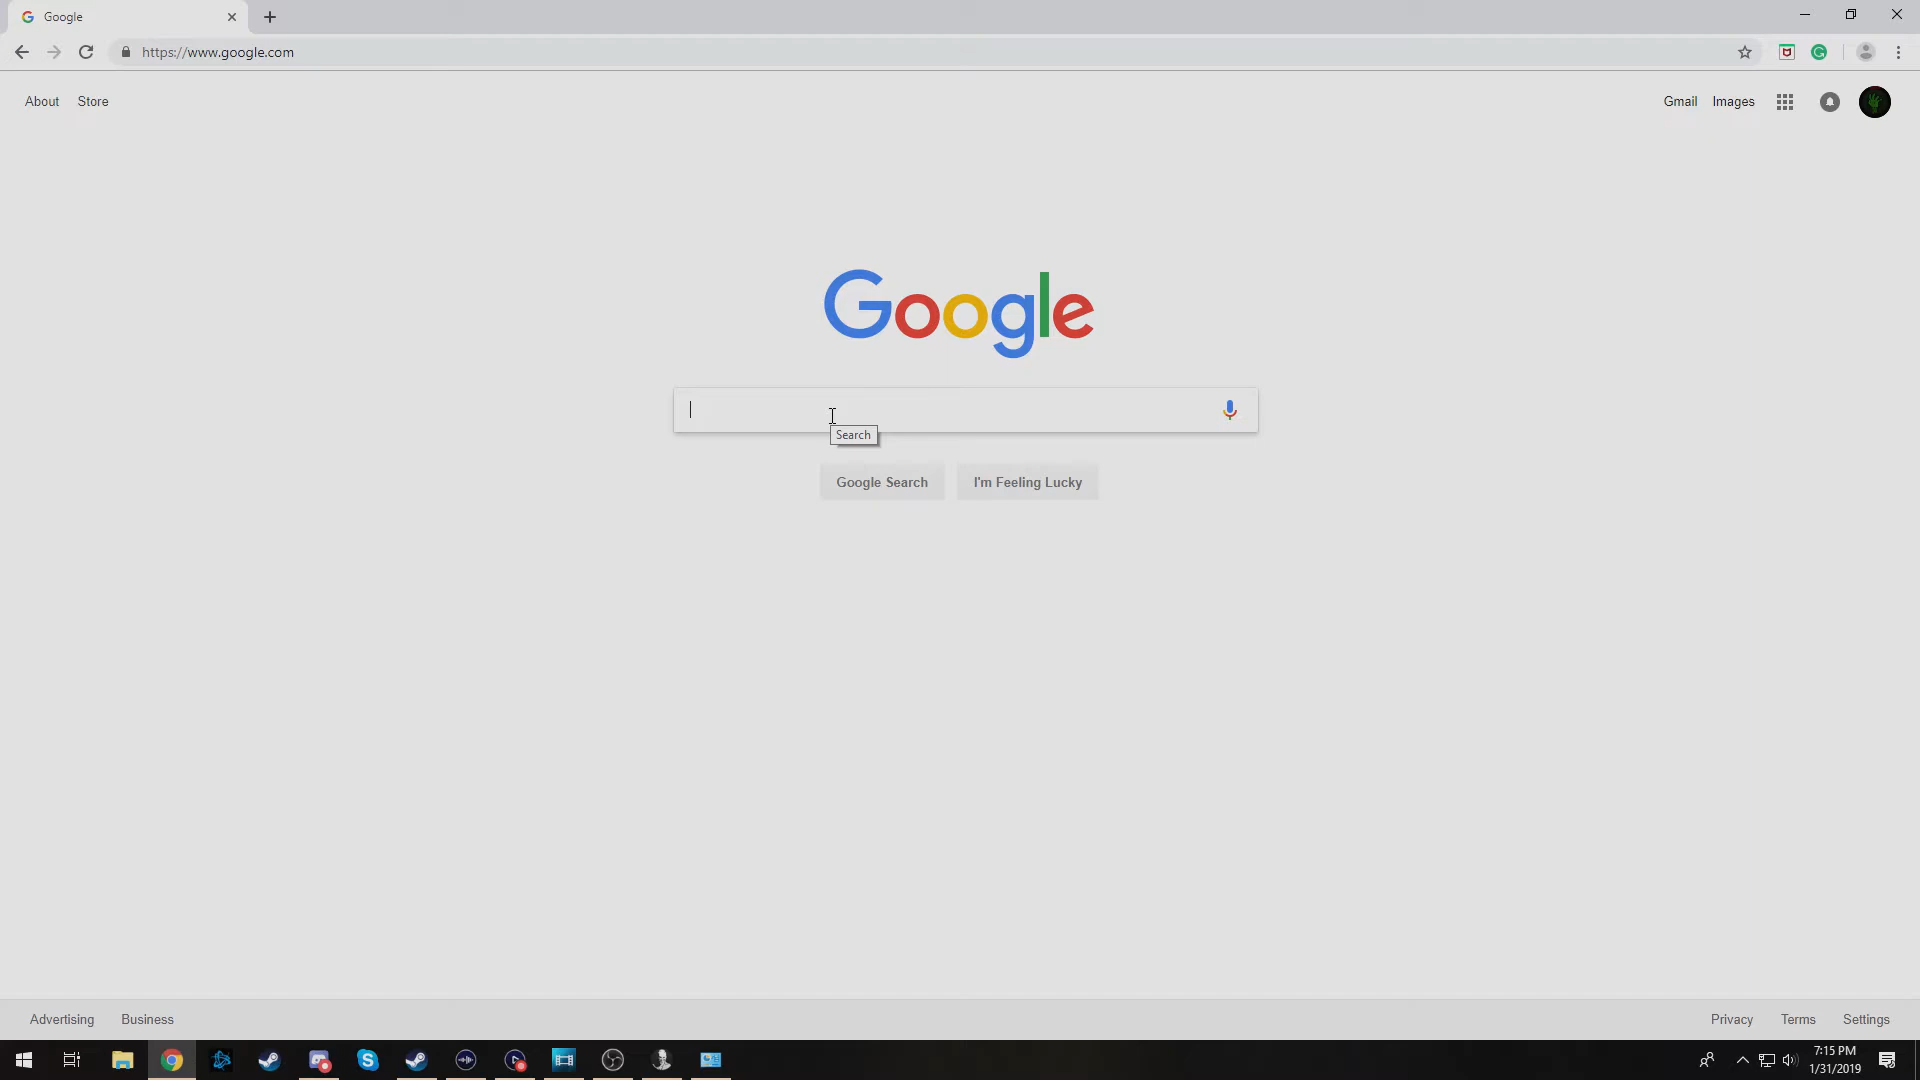 Google
https://www.google.com
About Store
Gmail Images
Google
Search
Google Search I'm Feeling Lucky
Advertising Business
Privacy Terms Settings
7:15 PM
1/31/2019